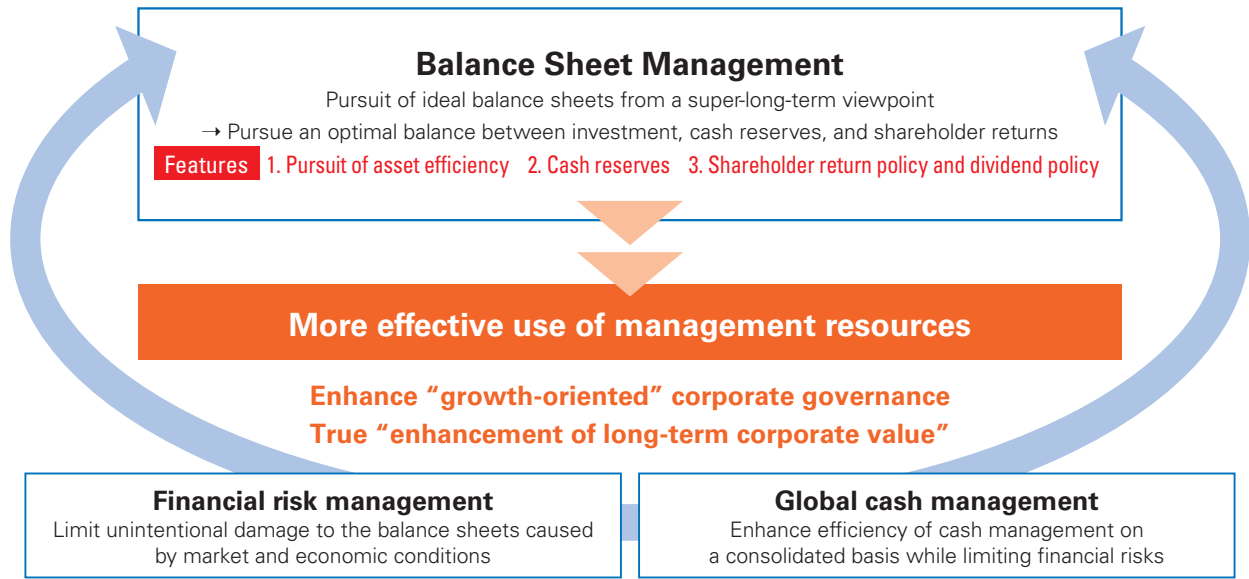 Balance Sheet Management
Pursuit of ideal balance sheets from a super-long-term viewpoint
→ Pursue an optimal balance between investment, cash reserves, and shareholder returns
Features 1. Pursuit of asset efficiency 2. Cash reserves 3. Shareholder return policy and dividend policy
More effective use of management resources
Enhance “growth-oriented” corporate governance
True “enhancement of long-term corporate value”
Financial risk management
Limit unintentional damage to the balance sheets caused
by market and economic conditions
Global cash management
Enhance efficiency of cash management on
a consolidated basis while limiting financial risks